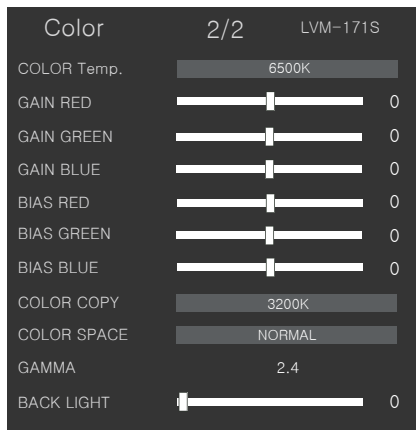 Color 2/2 LVM-171S
COLOR Temp. 6500K
GAIN RED 0
GAIN GREEN 0
GAIN BLUE 0
BIAS RED 0
BIAS GREEN 0
BIAS BLUE 0
COLOR COPY 3200K
COLOR SPACE NORMAL
GAMMA 2.4
BACK LIGHT 0